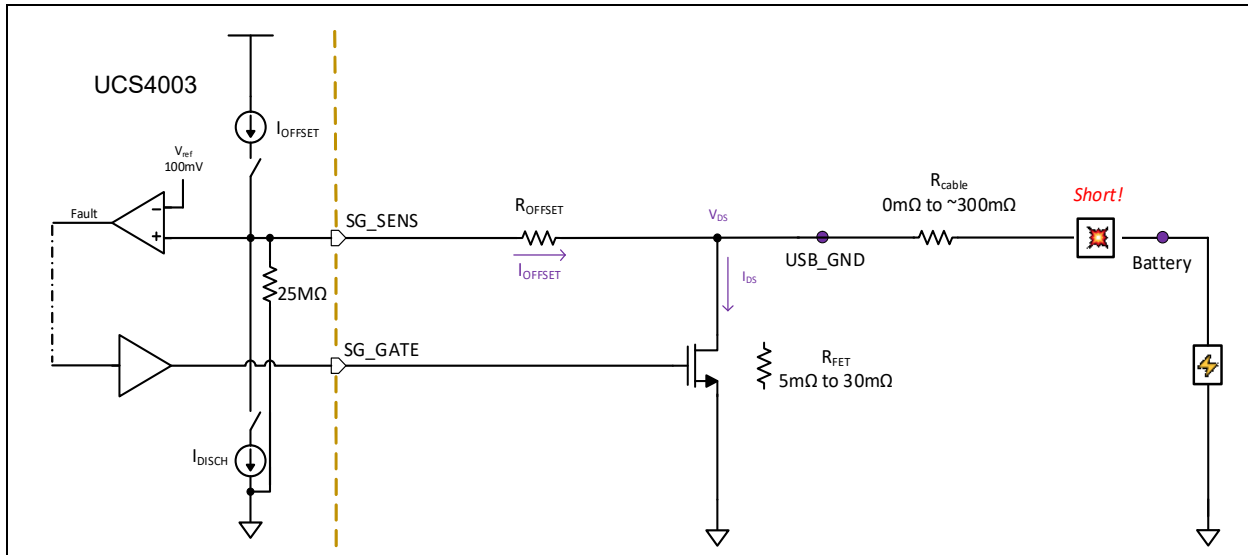 UCS4003
I_OFFSET
V_ref
100mV
Fault
SG_SENS
R_OFFSET
I_OFFSET
V_DS
USB_GND
R_cable
0mΩ to ~300mΩ
Short!
Battery
I_DS
25MΩ
SG_GATE
R_FET
5mΩ to 30mΩ
I_DISCH